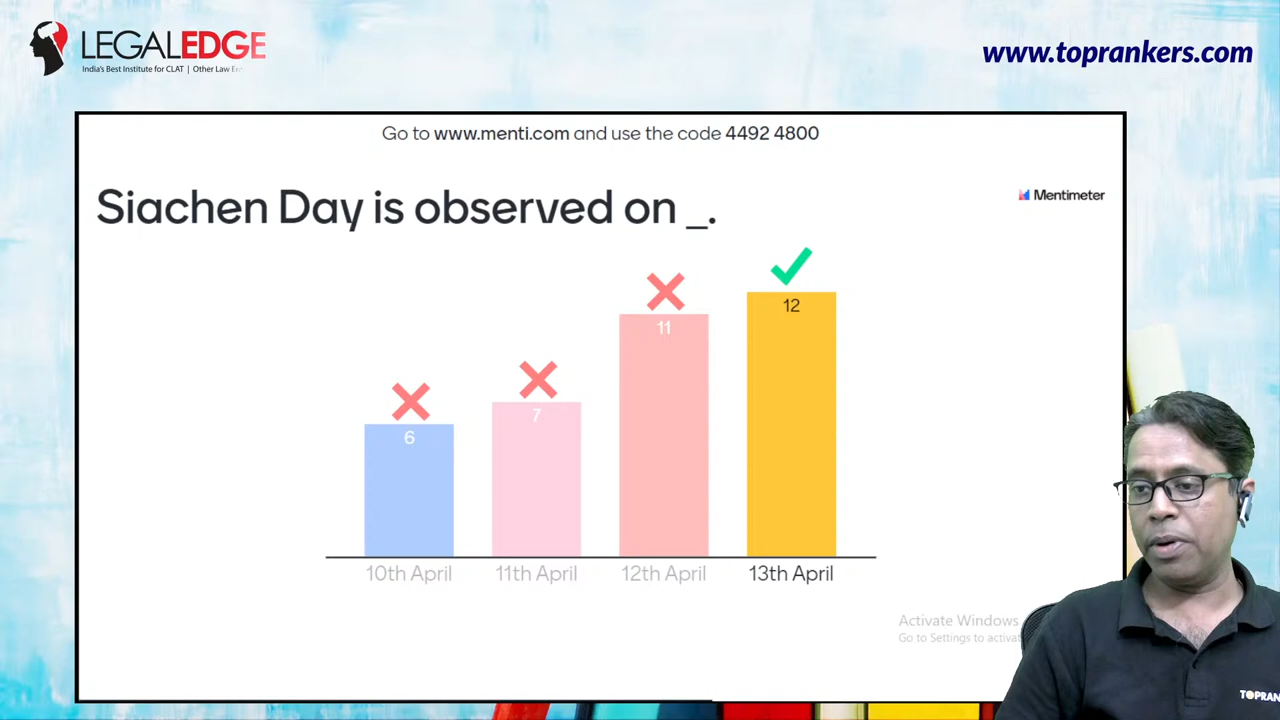 LEGALEDGE
India's Best Institute for CLAT | Other Law
www.toprankers.com
Go to www.menti.com and use the code 4492 4800
Siachen Day is observed on _.
Mentimeter
6
7
11
12
10th April
11th April
12th April
13th April
Activate Windows
Go to Settings to activat
TOPRAN